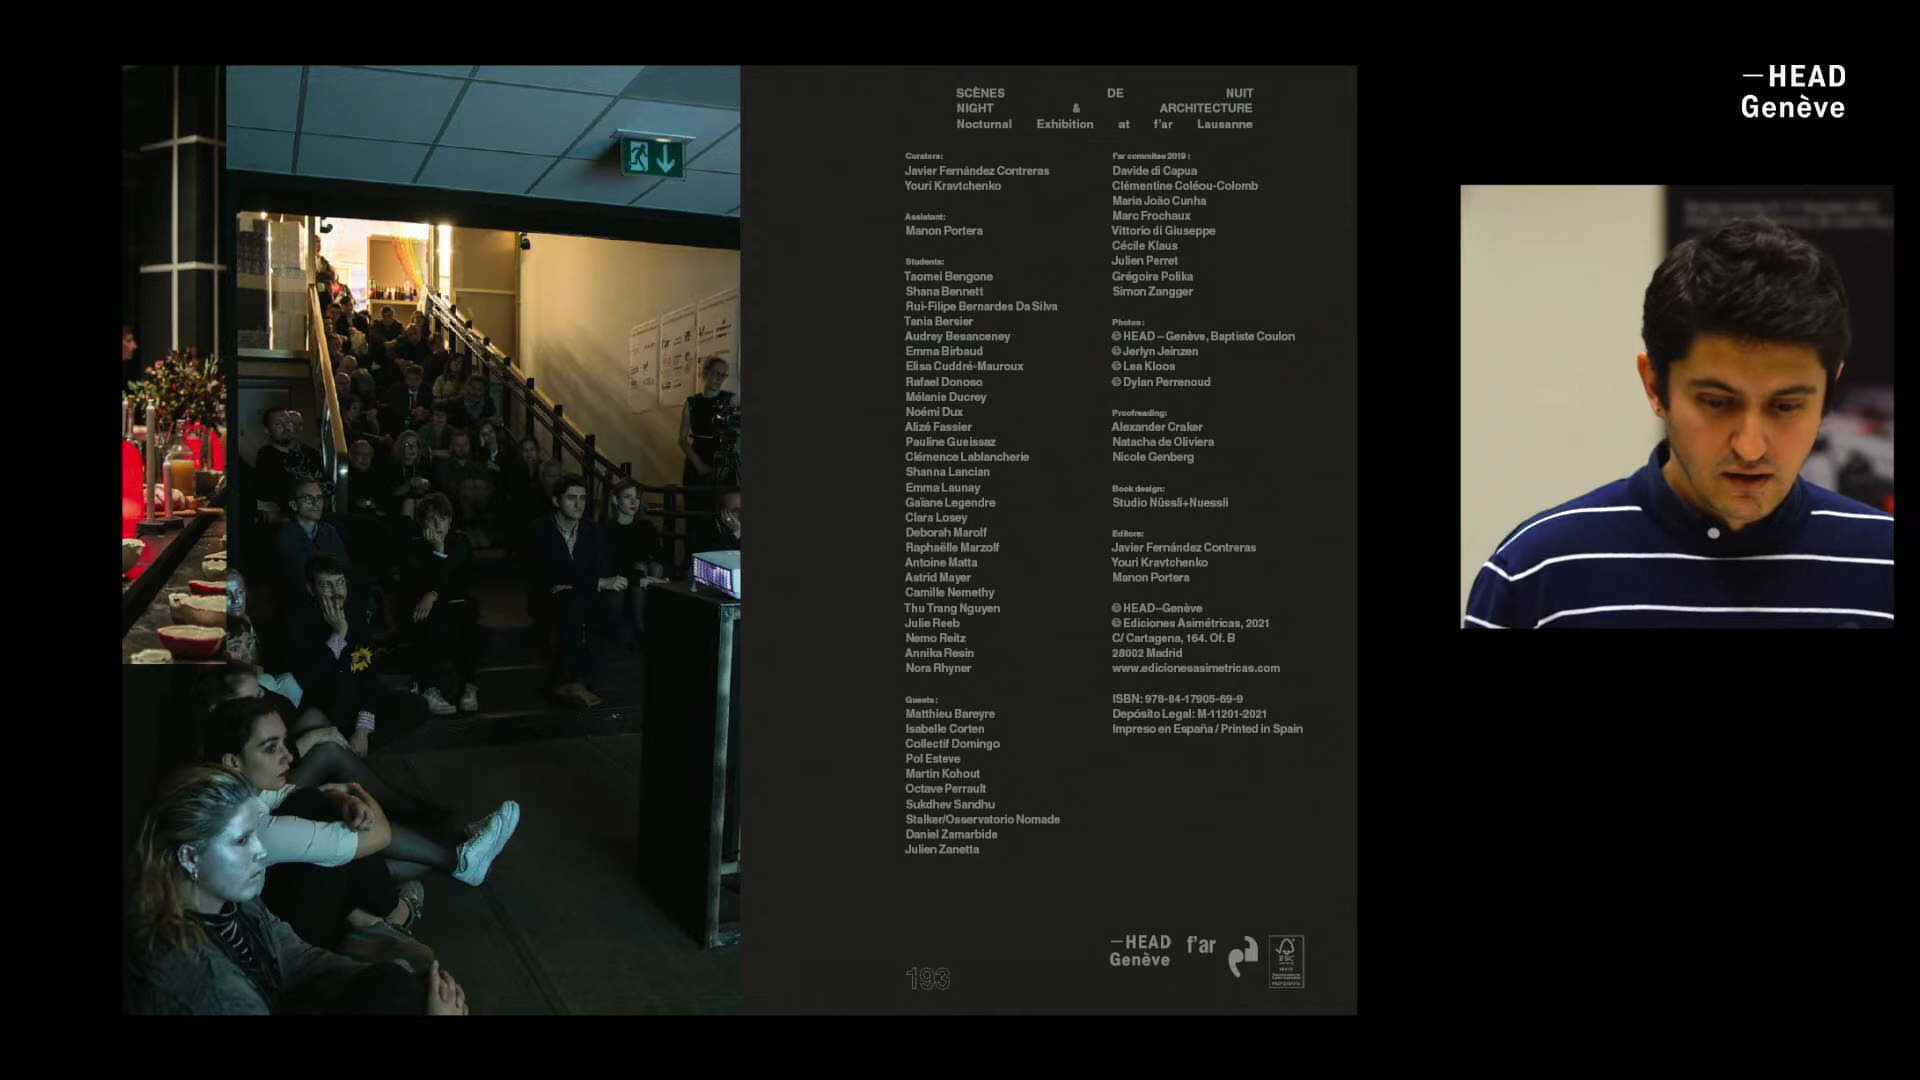 SCÈNES DE NUIT
NIGHT & ARCHITECTURE
Nocturnal Exhibition at f'ar Lausanne
Curators:
Javier Fernández Contreras
Youri Kravtchenko
Assistant:
Manon Portera
Students:
Taomei Bengone
Shana Bennett
Rui-Filipe Bernardes Da Silva
Tania Bersier
Audrey Besanceney
Emma Birbaud
Elisa Cuddré-Mauroux
Rafael Donoso
Mélanie Ducrey
Noémi Dux
Alizé Fassier
Pauline Gueissaz
Clémence Lablancherie
Shanna Lancian
Emma Launay
Gaïane Legendre
Clara Losey
Deborah Marolf
Raphaëlle Marzolf
Antoine Matta
Astrid Mayer
Camille Nemethy
Thu Trang Nguyen
Julie Reeb
Nemo Reitz
Annika Resin
Nora Rhyner
Guests:
Matthieu Bareyre
Isabelle Corten
Collectif Domingo
Pol Esteve
Martin Kohout
Octave Perrault
Sukdhev Sandhu
Stalker/Osservatorio Nomade
Daniel Zamarbide
Julien Zanetta
193
f'ar commitee 2019:
Davide di Capua
Clémentine Coléou-Colomb
Maria João Cunha
Marc Frochaux
Vittorio di Giuseppe
Cécile Klaus
Julien Perret
Grégoire Polika
Simon Zangger
Photos:
© HEAD – Genève, Baptiste Coulon
© Jerlyn Jeinzen
© Lea Kloos
© Dylan Perrenoud
Proofreading:
Alexander Craker
Natacha de Oliviera
Nicole Genberg
Book design:
Studio Nüssli+Nuessli
Editors:
Javier Fernández Contreras
Youri Kravtchenko
Manon Portera
© HEAD–Genève
© Ediciones Asimétricas, 2021
C/ Cartagena, 164. Of. B
28002 Madrid
www.edicionesasimetricas.com
ISBN: 978-84-17905-69-9
Depósito Legal: M-11201-2021
Impreso en España / Printed in Spain
–HEAD
Genève
f'ar
FSC
–HEAD
Genève